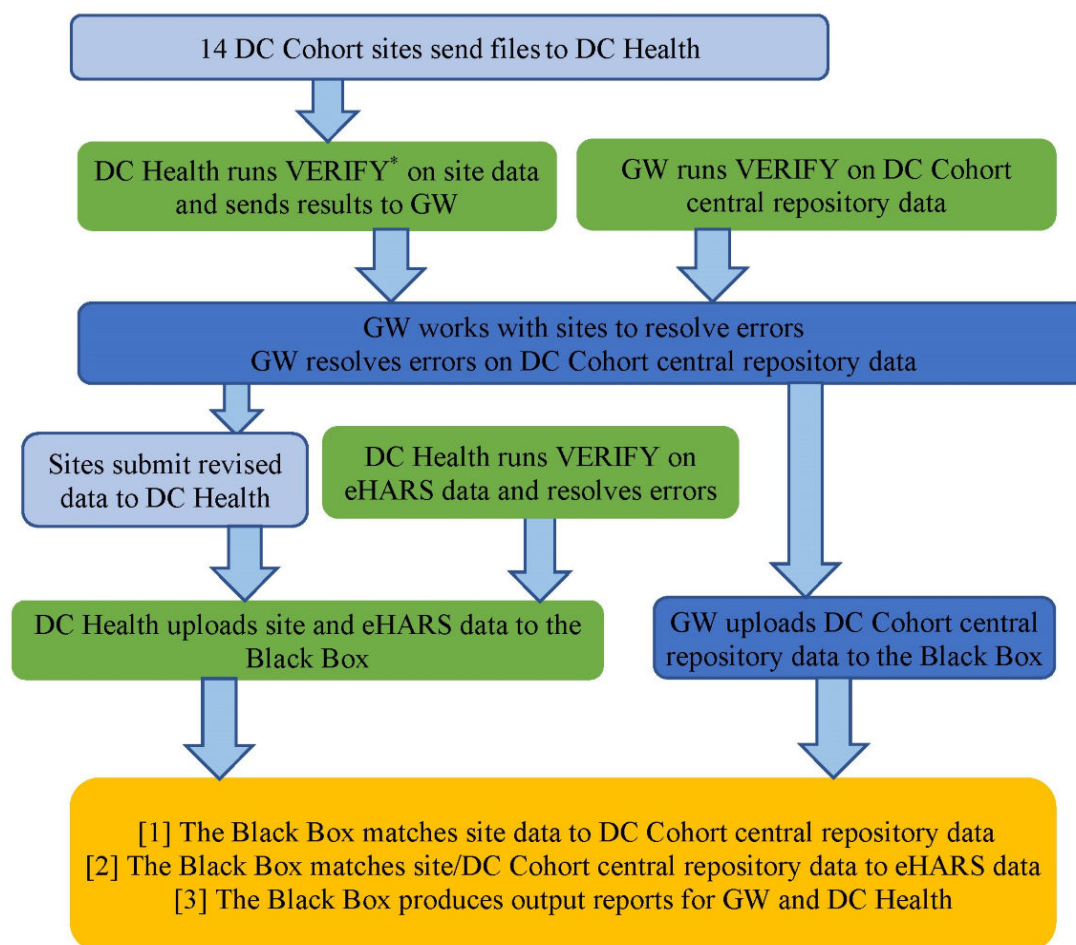 14 DC Cohort sites send files to DC Health
DC Health runs VERIFY* on site data
and sends results to GW
GW runs VERIFY on DC Cohort
central repository data
GW works with sites to resolve errors
GW resolves errors on DC Cohort central repository data
Sites submit revised
data to DC Health
DC Health runs VERIFY on
eHARS data and resolves errors
DC Health uploads site and eHARS data to the
Black Box
GW uploads DC Cohort central
repository data to the Black Box
[1] The Black Box matches site data to DC Cohort central repository data
[2] The Black Box matches site/DC Cohort central repository data to eHARS data
[3] The Black Box produces output reports for GW and DC Health